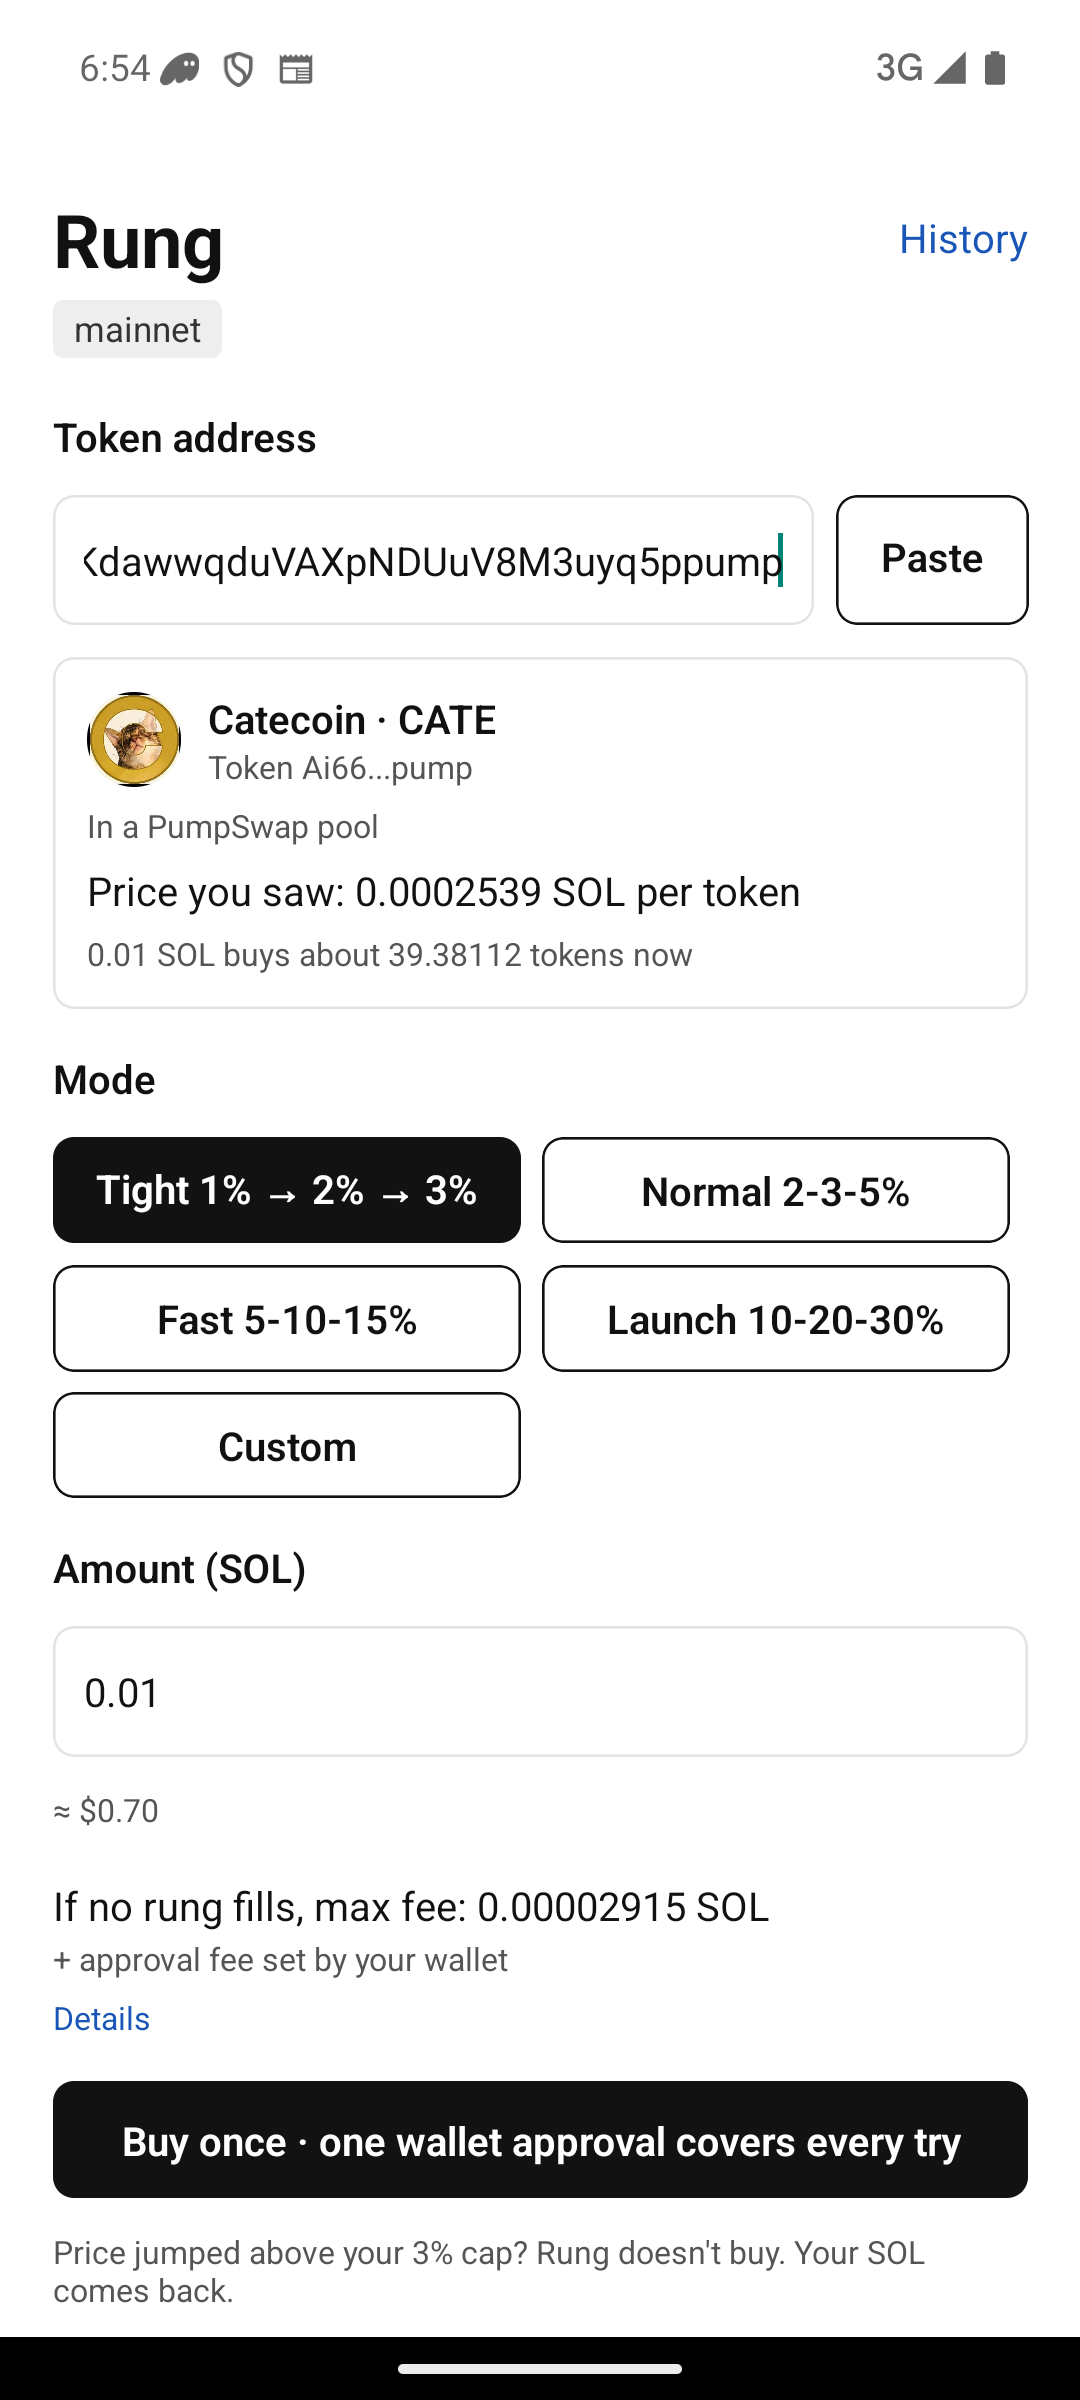 6:54
3G
Rung
History
mainnet
Token address
XdawwqduVAXpNDUuV8M3uyq5ppump
Paste
Catecoin · CATE
Token Ai66...pump
In a PumpSwap pool
Price you saw: 0.0002539 SOL per token
0.01 SOL buys about 39.38112 tokens now
Mode
Tight 1% → 2% → 3%
Normal 2-3-5%
Fast 5-10-15%
Launch 10-20-30%
Custom
Amount (SOL)
0.01
≈ $0.70
If no rung fills, max fee: 0.00002915 SOL
+ approval fee set by your wallet
Details
Buy once · one wallet approval covers every try
Price jumped above your 3% cap? Rung doesn't buy. Your SOL
comes back.